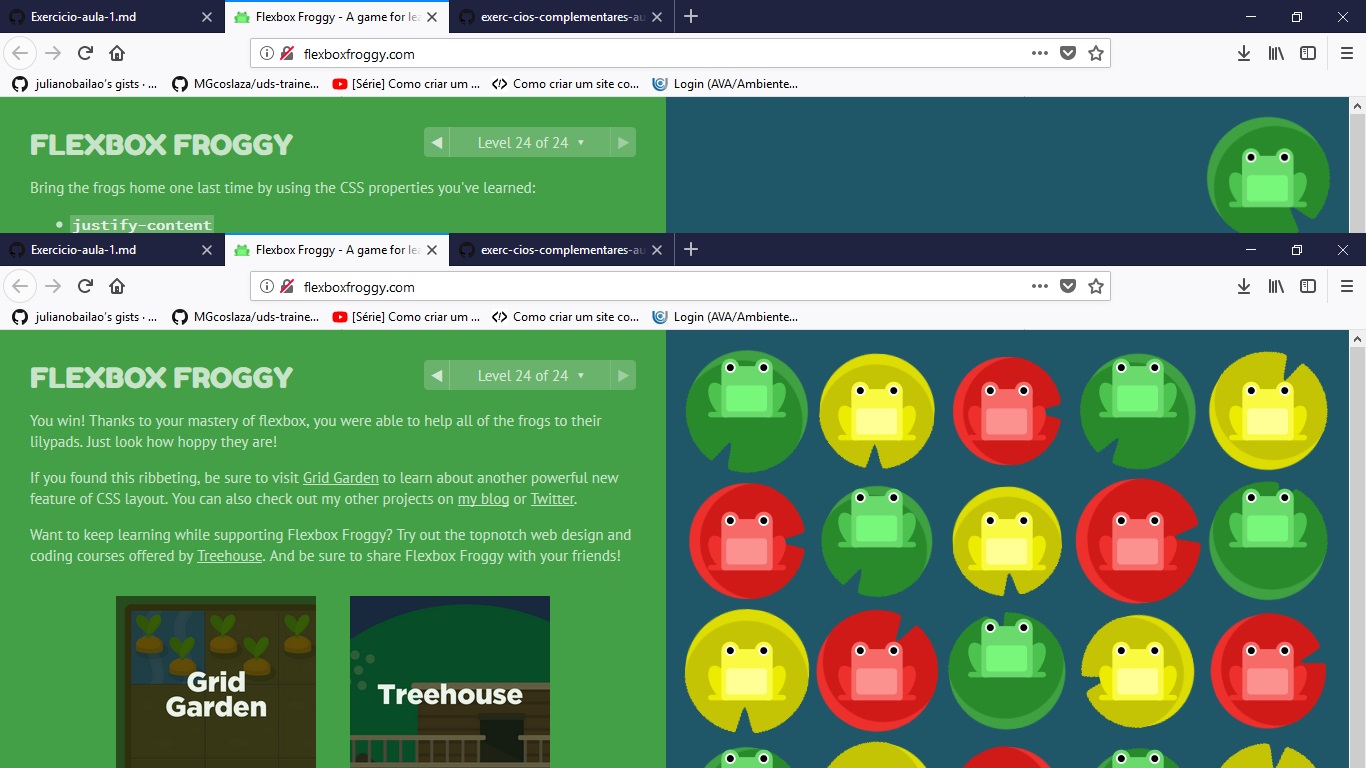 Exercicio-aula-1.md
Flexbox Froggy - A game for lea
exerc-cios-complementares-au
flexboxfroggy.com
julianobailao's gists · ...
MGcoslaza/uds-traine...
[Série] Como criar um ...
Como criar um site co...
Login (AVA/Ambiente...
FLEXBOX FROGGY
Level 24 of 24
Bring the frogs home one last time by using the CSS properties you've learned:
• justify-content
Exercicio-aula-1.md
Flexbox Froggy - A game for lea
exerc-cios-complementares-au
flexboxfroggy.com
julianobailao's gists · ...
MGcoslaza/uds-traine...
[Série] Como criar um ...
Como criar um site co...
Login (AVA/Ambiente...
FLEXBOX FROGGY
Level 24 of 24
You win! Thanks to your mastery of flexbox, you were able to help all of the frogs to their
lilypads. Just look how hoppy they are!
If you found this ribbeting, be sure to visit Grid Garden to learn about another powerful new
feature of CSS layout. You can also check out my other projects on my blog or Twitter.
Want to keep learning while supporting Flexbox Froggy? Try out the topnotch web design and
coding courses offered by Treehouse. And be sure to share Flexbox Froggy with your friends!
Grid
Garden
Treehouse